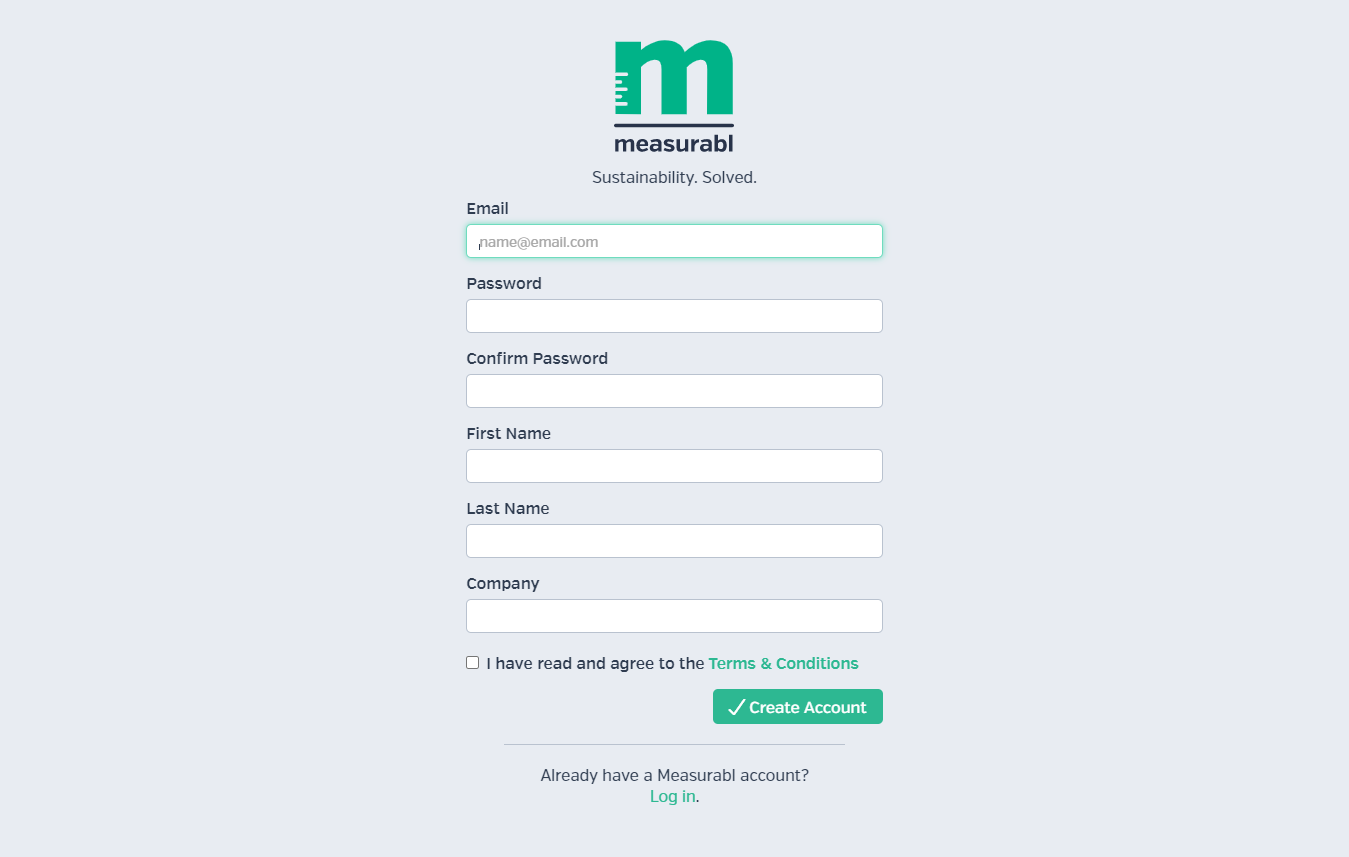 measurabl
Sustainability. Solved.
Email
name@email.com
Password
Confirm Password
First Name
Last Name
Company
I have read and agree to the Terms & Conditions
Create Account
Already have a Measurabl account?
Log in.